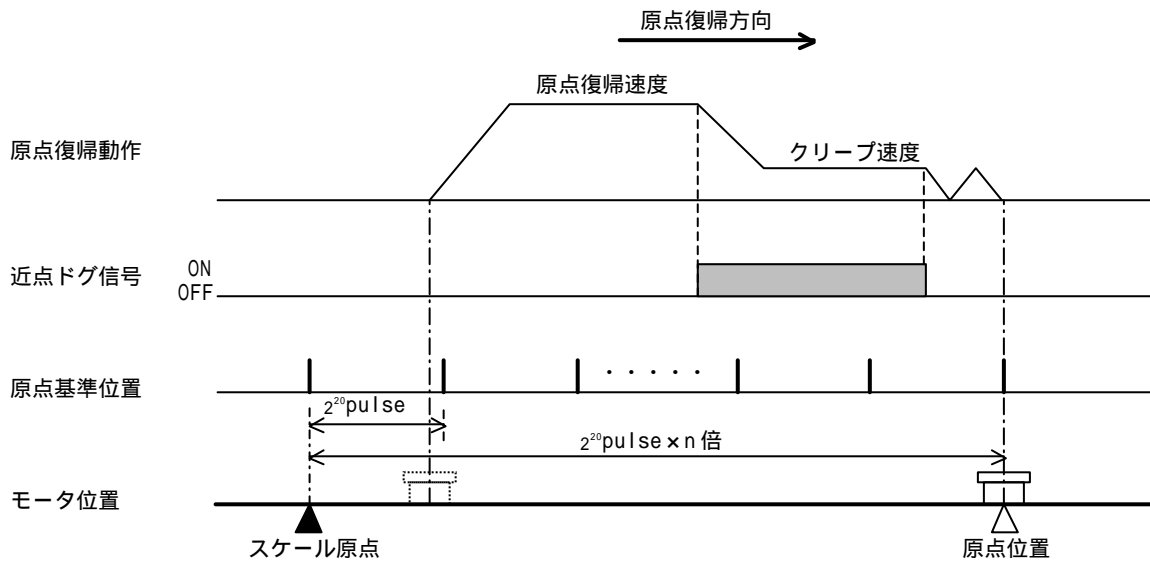 原点復帰方向
原点復帰速度
原点復帰動作
クリープ速度
近点ドグ信号
ON
OFF
原点基準位置
・・・・・
2²⁰pulse
2²⁰pulse×n倍
モータ位置
スケール原点
原点位置